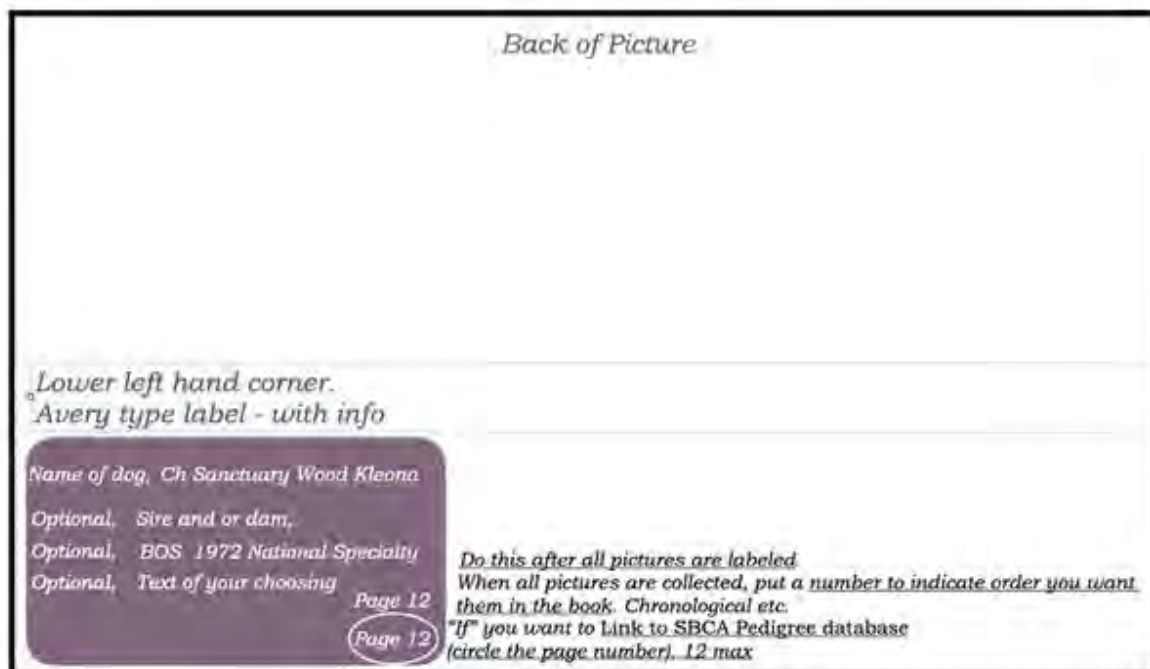 Back of Picture
Lower left hand corner.
Avery type label - with info
Name of dog, Ch Sanctuary Wood Kleona
Optional, Sire and or dam,
Optional, BOS 1972 National Specialty
Optional, Text of your choosing
Page 12
Page 12
Do this after all pictures are labeled
When all pictures are collected, put a number to indicate order you want
them in the book. Chronological etc.
"If" you want to Link to SBCA Pedigree database
(circle the page number). 12 max